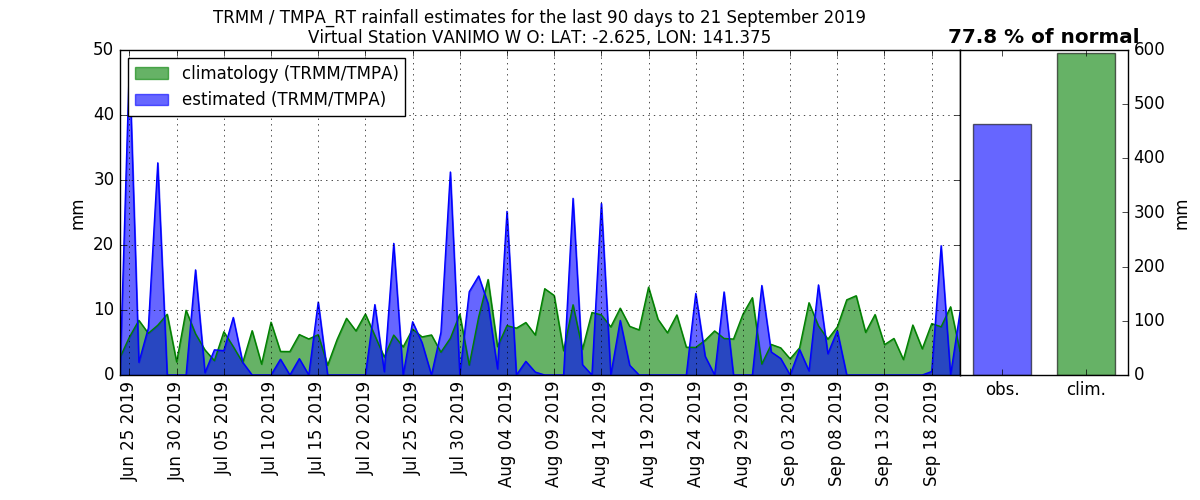 TRMM / TMPA_RT rainfall estimates for the last 90 days to 21 September 2019
Virtual Station VANIMO W O: LAT: -2.625, LON: 141.375
77.8 % of normal
climatology (TRMM/TMPA)
estimated (TRMM/TMPA)
50
40
30
20
10
0
mm
600
500
400
300
200
100
0
mm
Jun 25 2019
Jun 30 2019
Jul 05 2019
Jul 10 2019
Jul 15 2019
Jul 20 2019
Jul 25 2019
Jul 30 2019
Aug 04 2019
Aug 09 2019
Aug 14 2019
Aug 19 2019
Aug 24 2019
Aug 29 2019
Sep 03 2019
Sep 08 2019
Sep 13 2019
Sep 18 2019
obs.
clim.